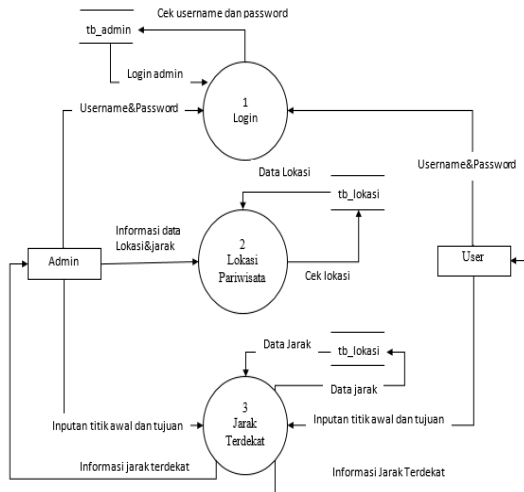 Cek username dan password
tb_admin
Login admin
Username&Password
1
Login
Username&Password
Data Lokasi
tb_lokasi
Informasi data
Lokasi&jarak
2
Lokasi
Pariwisata
Cek lokasi
Admin
User
Data Jarak
tb_lokasi
Data jarak
3
Jarak
Terdekat
Inputan titik awal dan tujuan
Inputan titik awal dan tujuan
Informasi jarak terdekat
Informasi Jarak Terdekat